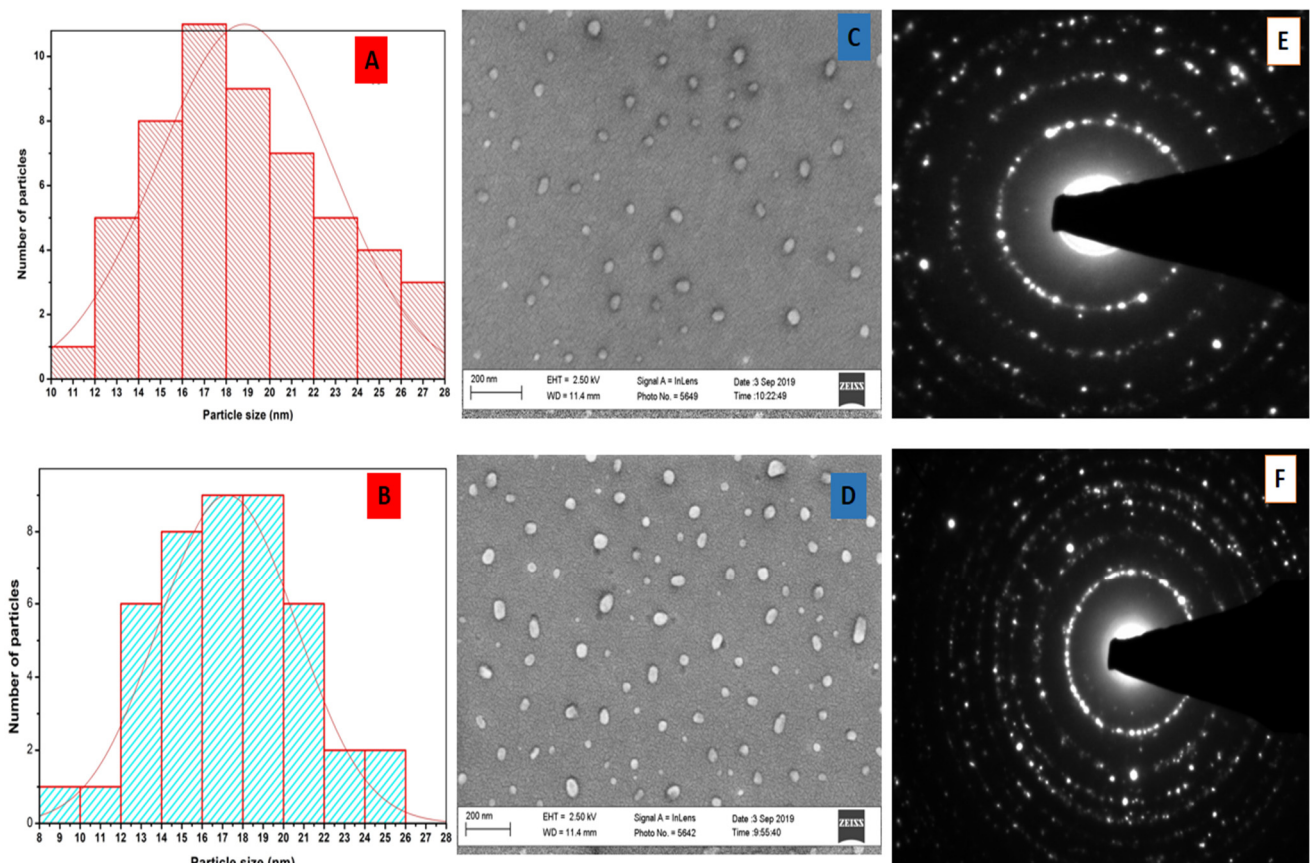 A
10
8
6
4
2
0
Number of particles
10 11 12 13 14 15 16 17 18 19 20 21 22 23 24 25 26 27 28
Particle size (nm)
C
200 nm
EHT = 2.50 kV
WD = 11.4 mm
Signal A = InLens
Photo No. = 5649
Date :3 Sep 2019
Time :10:22:49
ZEISS
E
B
8
6
4
2
0
Number of particles
8 9 10 11 12 13 14 15 16 17 18 19 20 21 22 23 24 25 26 27 28
Particle size (nm)
D
200 nm
EHT = 2.50 kV
WD = 11.4 mm
Signal A = InLens
Photo No. = 5642
Date :3 Sep 2019
Time :9:55:40
ZEISS
F